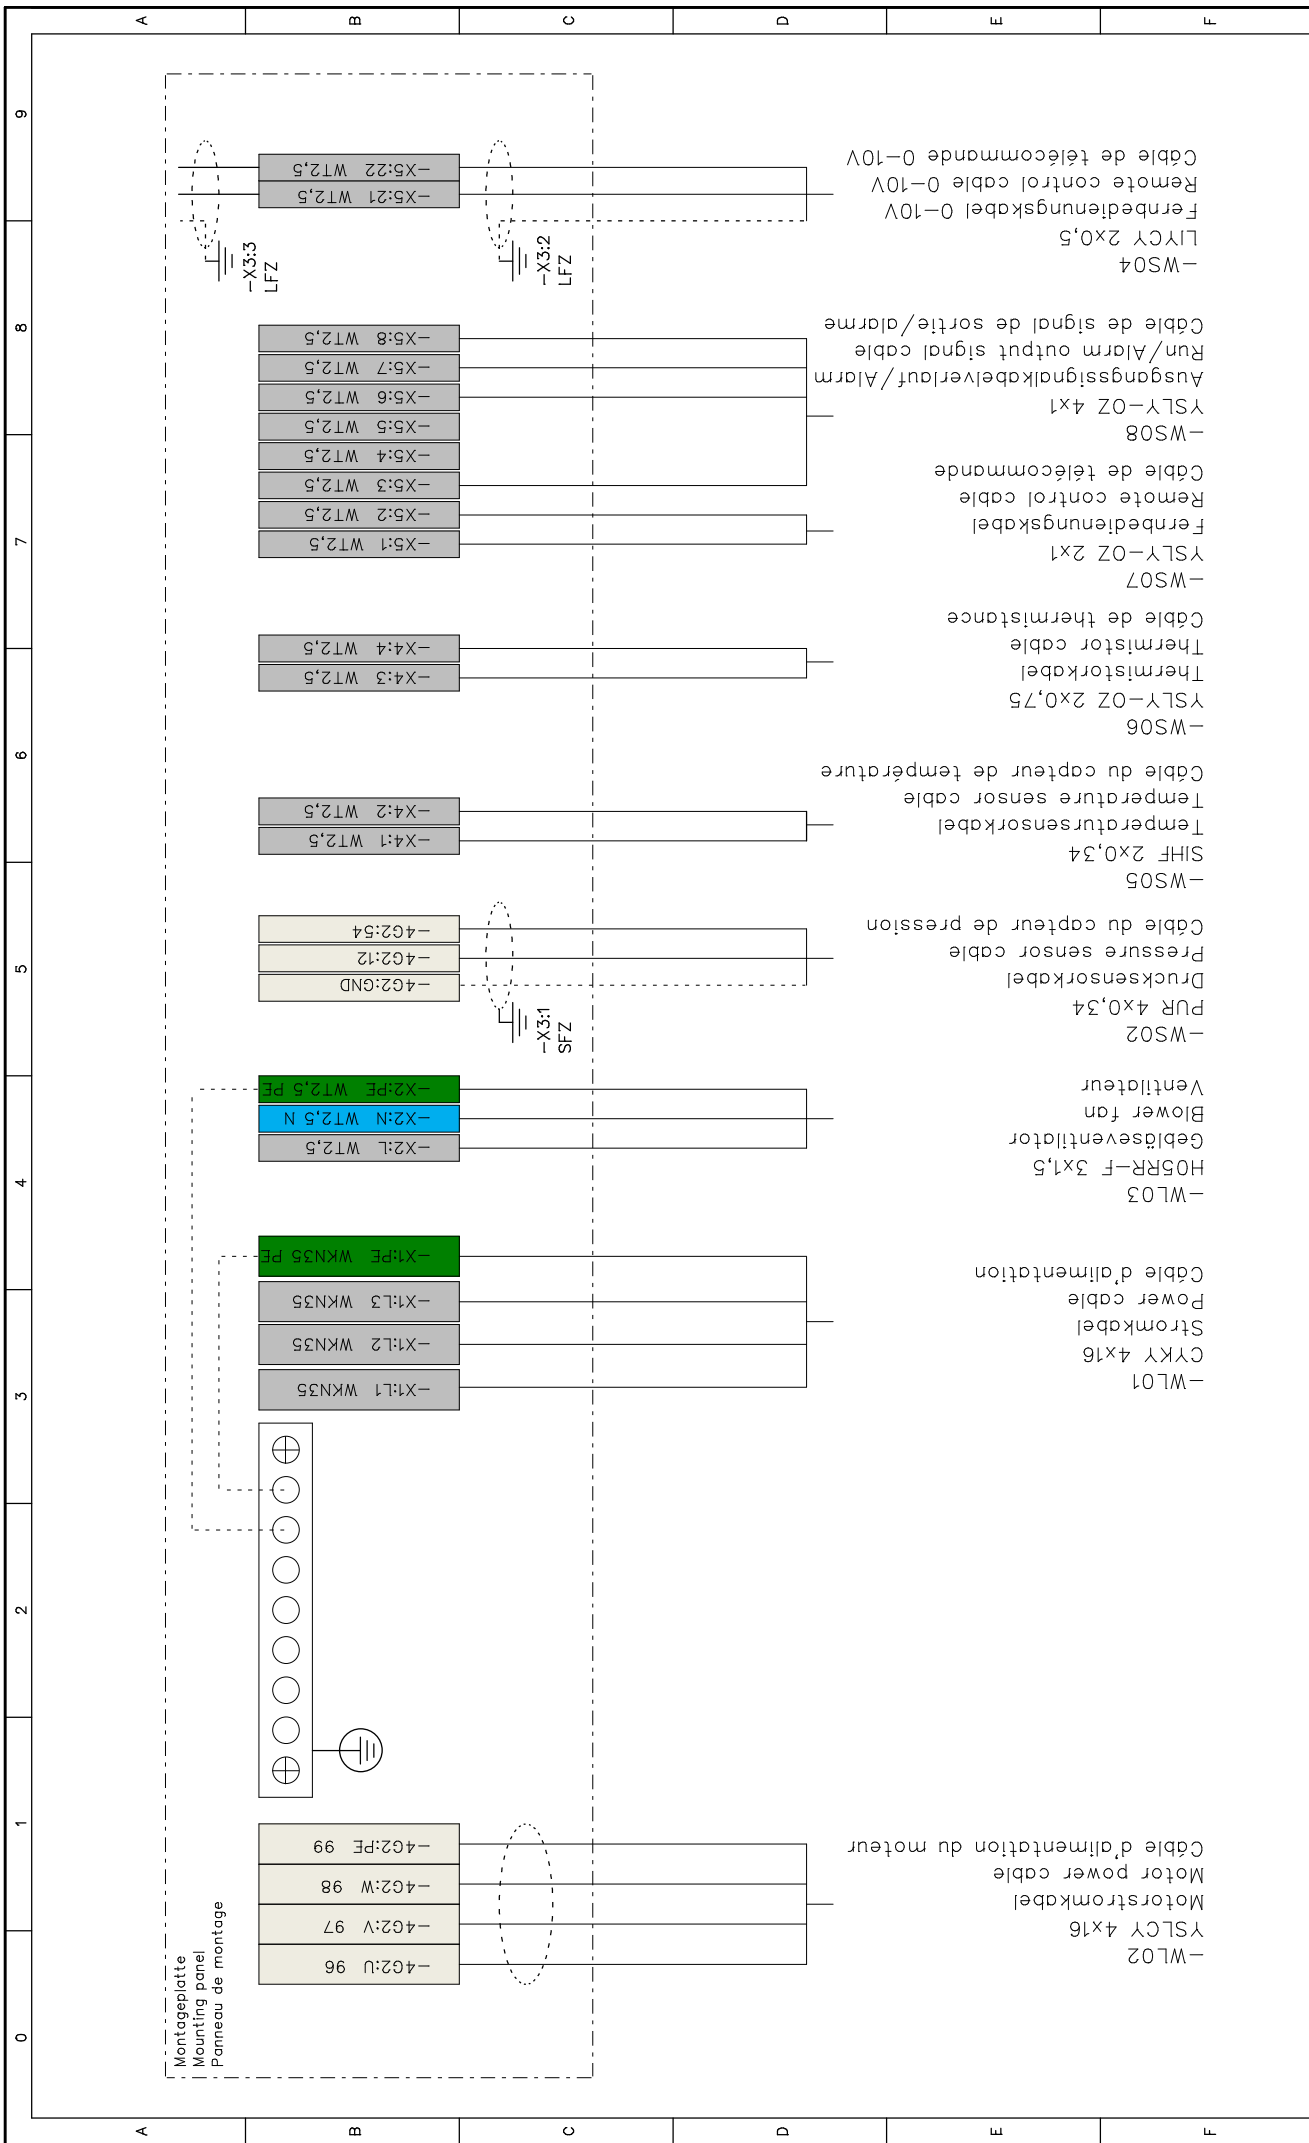 A
B
C
D
E
F
9
8
7
6
5
4
3
2
1
0
-X5:22 WT2,5
-X5:21 WT2,5
-X3:3
LFZ
-X3:2
LFZ
-WS04
LIYCY 2x0,5
Fernbedienungskabel 0-10V
Remote control cable 0-10V
Câble de télécommande 0-10V
-X5:8 WT2,5
-X5:7 WT2,5
-X5:6 WT2,5
-X5:5 WT2,5
-X5:4 WT2,5
-X5:3 WT2,5
-X5:2 WT2,5
-X5:1 WT2,5
-WS08
YSLY-OZ 4x1
Ausgangssignalkabelverlauf/Alarm
Run/Alarm output signal cable
Câble de signal de sortie/alarme
-WS07
YSLY-OZ 2x1
Fernbedienungskabel
Remote control cable
Câble de télécommande
-X4:4 WT2,5
-X4:3 WT2,5
-WS06
YSLY-OZ 2x0,75
Thermistorkabel
Thermistor cable
Câble de thermistance
-X4:2 WT2,5
-X4:1 WT2,5
-WS05
SIHF 2x0,34
Temperatursensorkabel
Temperature sensor cable
Câble du capteur de température
-4G2:54
-4G2:12
-4G2:GND
-X3:1
SFZ
-WS02
PUR 4x0,34
Drucksensorkabel
Pressure sensor cable
Câble du capteur de pression
-X2:PE WT2,5 PE
-X2:N WT2,5 N
-X2:L WT2,5
-WL03
H05RR-F 3x1,5
Gebläseventilator
Blower fan
Ventilateur
-X1:PE WKN35 PE
-X1:L3 WKN35
-X1:L2 WKN35
-X1:L1 WKN35
-WL01
CYKY 4x16
Stromkabel
Power cable
Câble d'alimentation
-4G2:PE 99
-4G2:W 98
-4G2:V 97
-4G2:U 96
-WL02
YSLCY 4x16
Motorstromkabel
Motor power cable
Câble d'alimentation du moteur
Montageplatte
Mounting panel
Panneau de montage
A
B
C
D
E
F